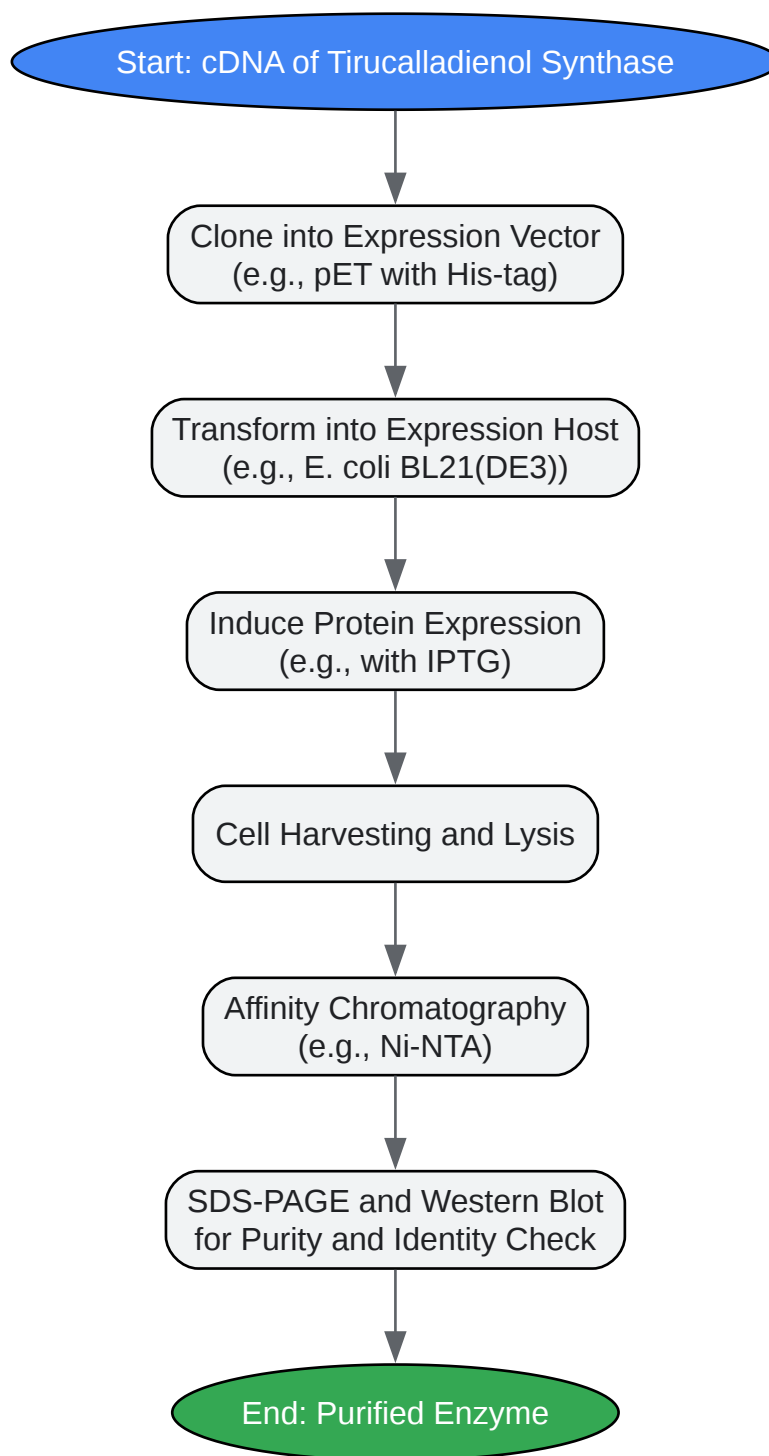 Start: cDNA of Tirucalladienol Synthase
Clone into Expression Vector
(e.g., pET with His-tag)
Transform into Expression Host
(e.g., E. coli BL21(DE3))
Induce Protein Expression
(e.g., with IPTG)
Cell Harvesting and Lysis
Affinity Chromatography
(e.g., Ni-NTA)
SDS-PAGE and Western Blot
for Purity and Identity Check
End: Purified Enzyme